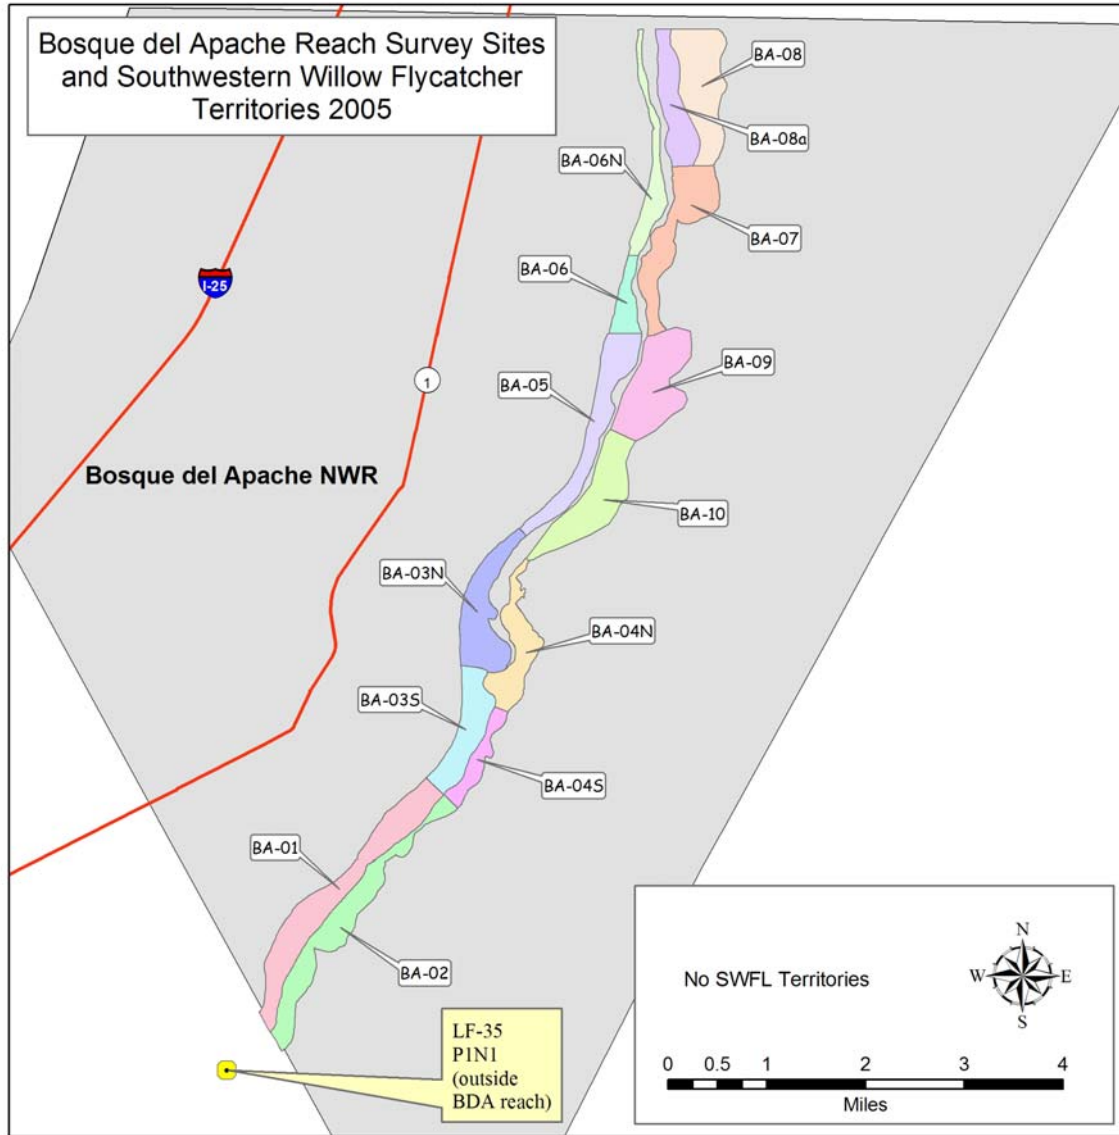 Bosque del Apache Reach Survey Sites
and Southwestern Willow Flycatcher
Territories 2005
BA-08
BA-08a
BA-06N
BA-07
BA-06
I-25
BA-09
BA-05
1
Bosque del Apache NWR
BA-10
BA-03N
BA-04N
BA-03S
BA-04S
BA-01
BA-02
No SWFL Territories
N
W
E
S
LF-35
P1N1
(outside
BDA reach)
0 0.5 1 2 3 4
Miles